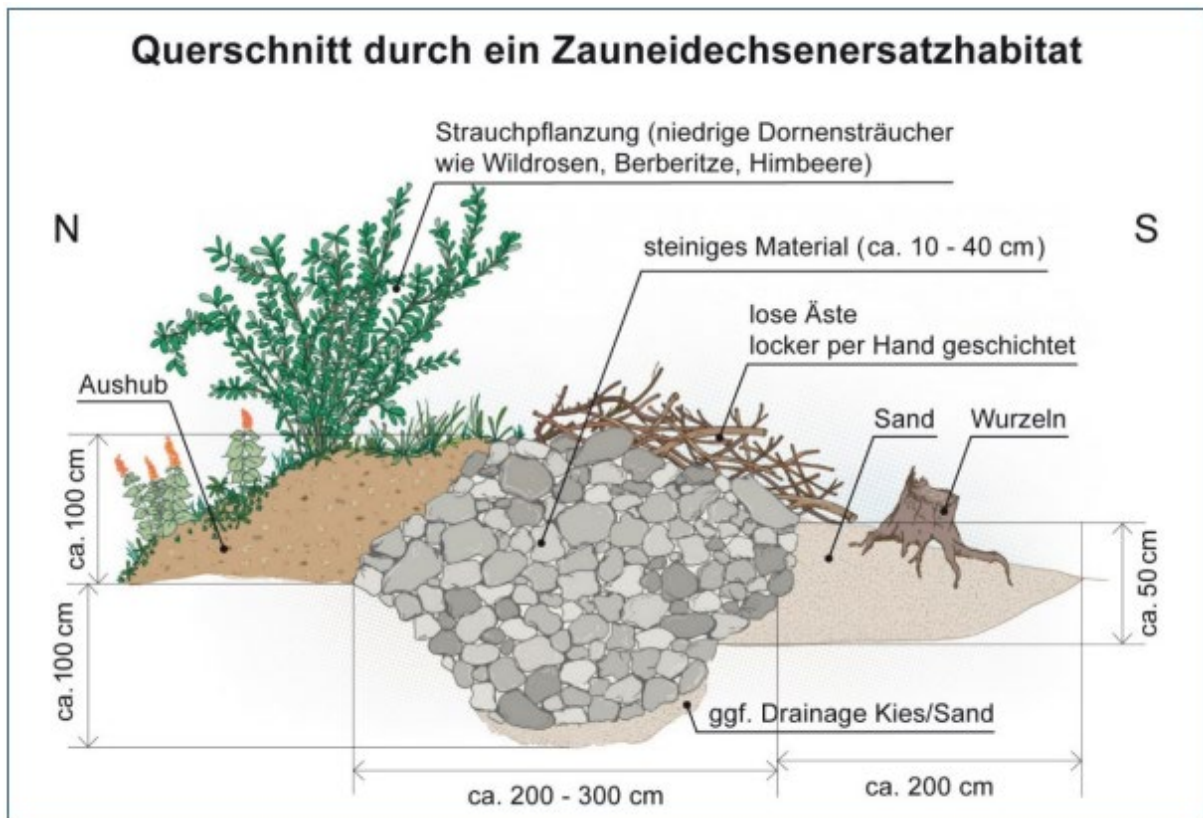 Querschnitt durch ein Zauneidechsenersatzhabitat
Strauchpflanzung (niedrige Dornensträucher
wie Wildrosen, Berberitze, Himbeere)
N
S
steiniges Material (ca. 10 - 40 cm)
lose Äste
locker per Hand geschichtet
Aushub
Sand
Wurzeln
ca. 100 cm
ca. 50 cm
ca. 100 cm
ggf. Drainage Kies/Sand
ca. 200 - 300 cm
ca. 200 cm